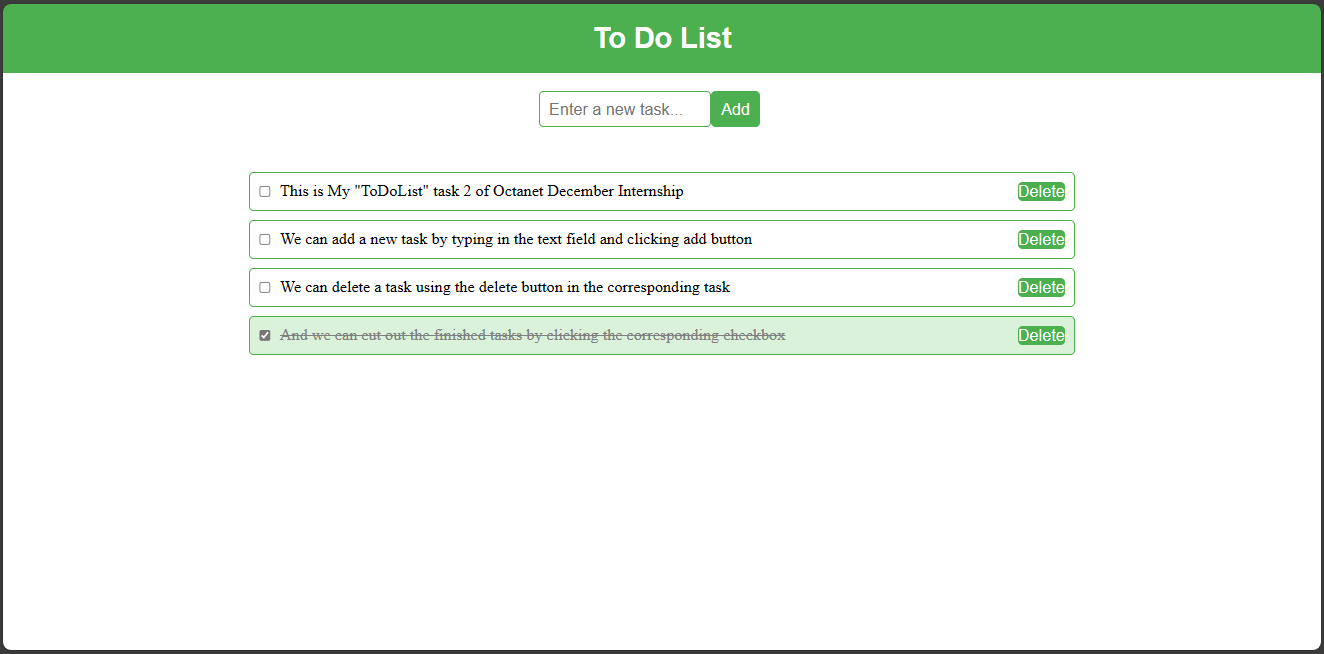 To Do List
Enter a new task... Add
This is My "ToDoList" task 2 of Octanet December Internship Delete
We can add a new task by typing in the text field and clicking add button Delete
We can delete a task using the delete button in the corresponding task Delete
And we can cut out the finished tasks by clicking the corresponding checkbox Delete